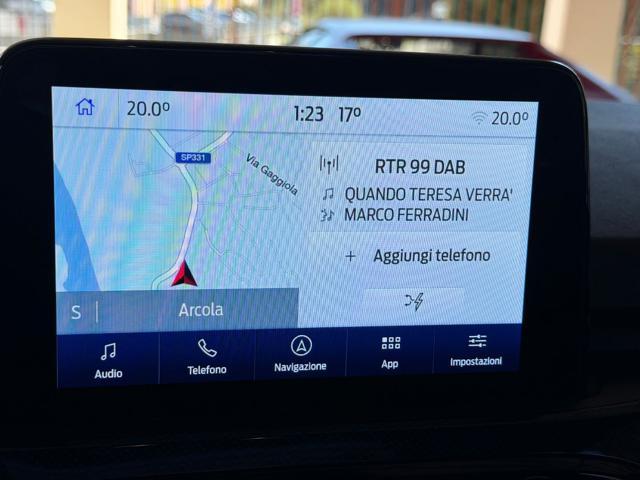 20.0° 1:23 17° 20.0°
SP331
Via Gaggiola
RTR 99 DAB
QUANDO TERESA VERRA'
MARCO FERRADINI
+ Aggiungi telefono
S | Arcola
Audio Telefono Navigazione App Impostazioni